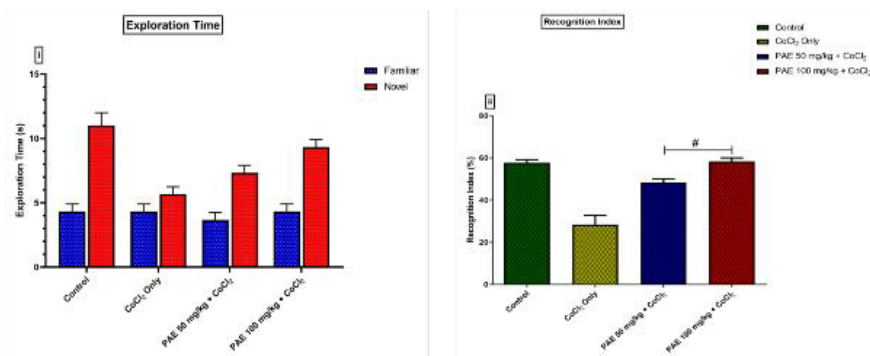 Exploration Time
i
Familiar
Novel
15
10
5
0
Exploration Time (s)
Control
CoCl₂ Only
PAE 50 mg/kg + CoCl₂
PAE 100 mg/kg + CoCl₂
Recognition Index
Control
CoCl₂ Only
PAE 50 mg/kg + CoCl₂
PAE 100 mg/kg + CoCl₂
ii
80
60
40
20
0
Recognition Index (%)
#
Control
CoCl₂ Only
PAE 50 mg/kg + CoCl₂
PAE 100 mg/kg + CoCl₂